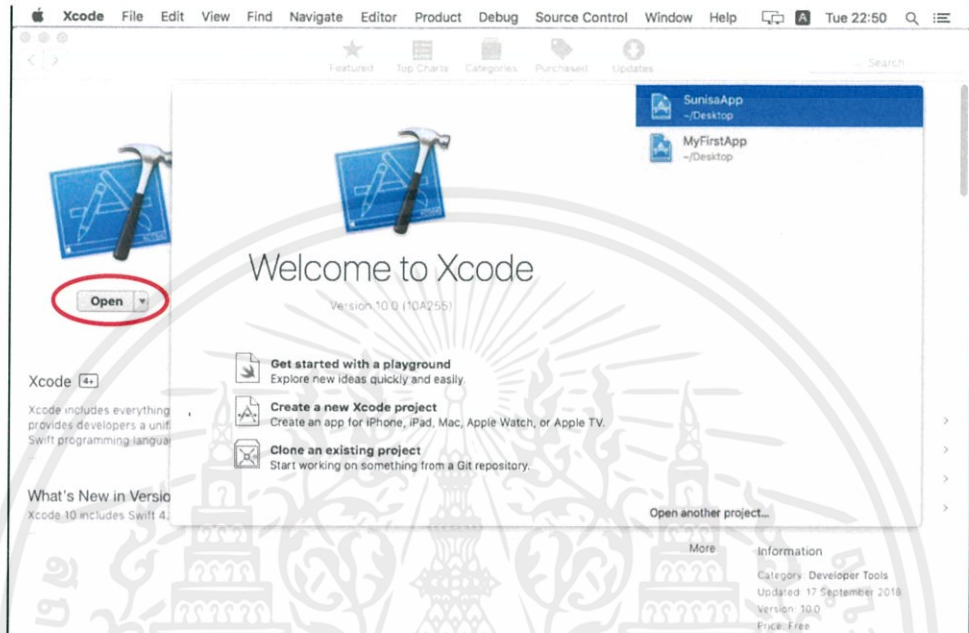 Xcode File Edit View Find Navigate Editor Product Debug Source Control Window Help A Tue 22:50
Featured Top Charts Categories Purchased Updates Search
SunisaApp
~/Desktop
MyFirstApp
~/Desktop
Welcome to Xcode
Version 10.0 (10A255)
Open
Get started with a playground
Explore new ideas quickly and easily.
Create a new Xcode project
Create an app for iPhone, iPad, Mac, Apple Watch, or Apple TV.
Clone an existing project
Start working on something from a Git repository.
Xcode 4+
Xcode includes everything
provides developers a unif
Swift programming langua
What's New in Versio
Xcode 10 includes Swift 4.
Open another project...
More
Information
Category: Developer Tools
Updated: 17 September 2018
Version: 10.0
Price: Free